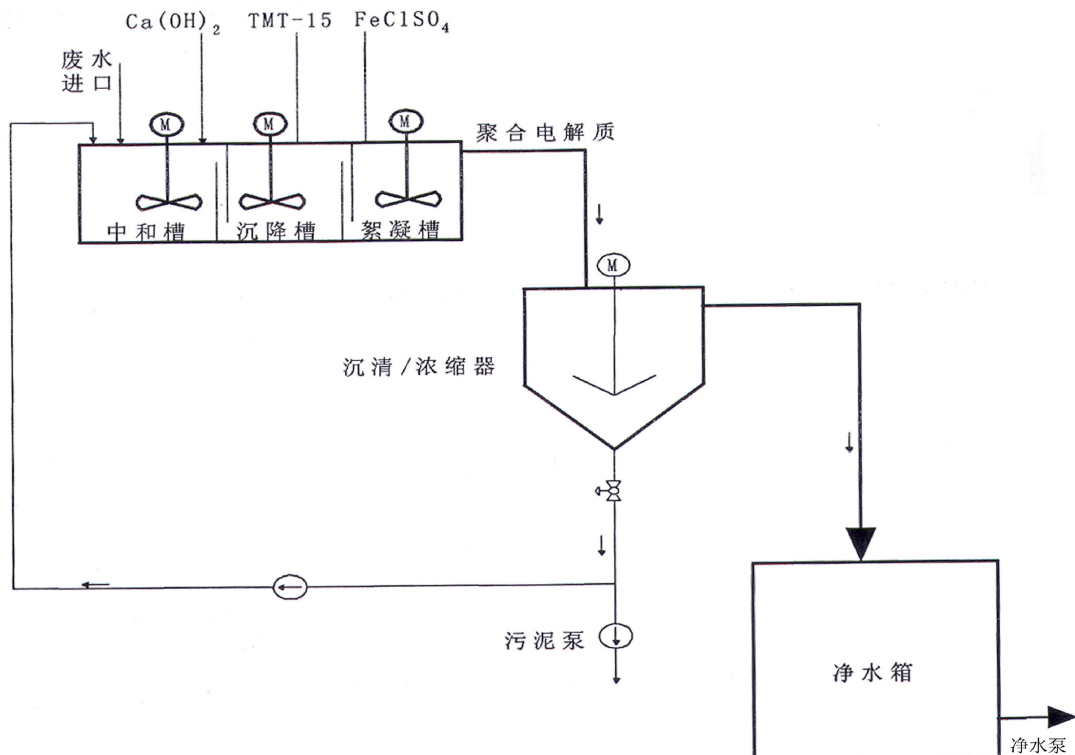 Ca(OH)₂ TMT-15 FeClSO₄
废水
进口
M M M
聚合电解质
中和槽 沉降槽 絮凝槽
M
沉清/浓缩器
污泥泵
净水箱
净水泵